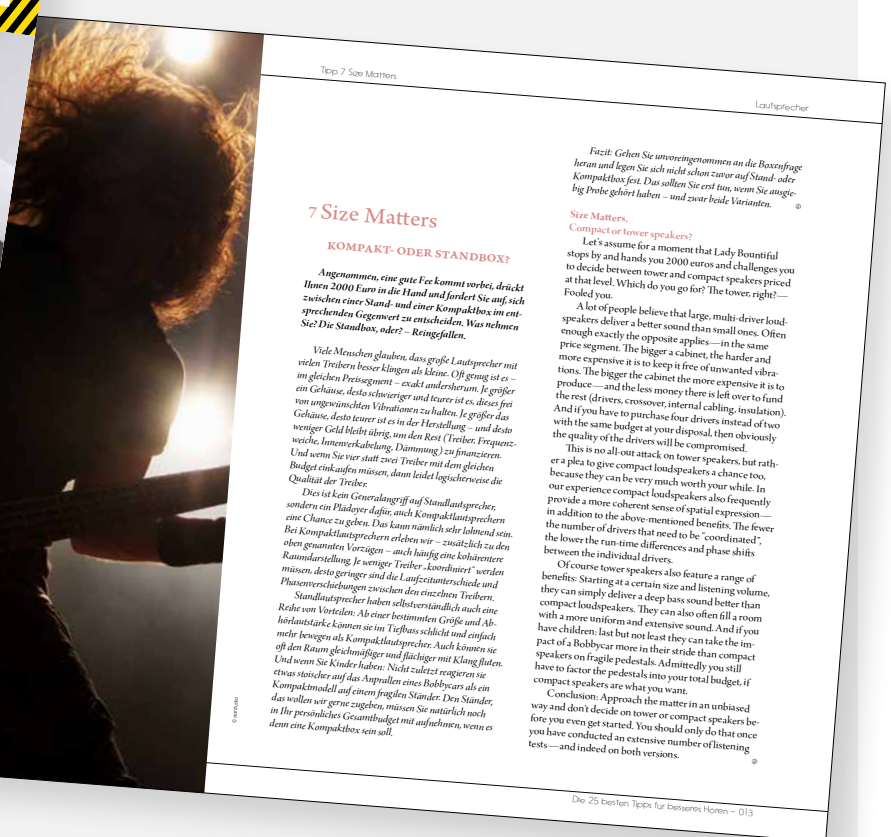 Tipp 7 Size Matters
Lautsprecher
7 Size Matters
KOMPAKT- ODER STANDBOX?
Angenommen, eine gute Fee kommt vorbei, drückt
Ihnen 2000 Euro in die Hand und fordert Sie auf, sich
zwischen einer Stand- und einer Kompaktbox im ent-
sprechenden Gegenwert zu entscheiden. Was nehmen
Sie? Die Standbox, oder? – Reingefallen.
Viele Menschen glauben, dass große Lautsprecher mit
vielen Treibern besser klingen als kleine. Oft genug ist es –
im gleichen Preissegment – exakt andersherum. Je größer
ein Gehäuse, desto schwieriger und teurer ist es, dieses frei
von ungewünschten Vibrationen zu halten. Je größer das
Gehäuse, desto teurer ist es in der Herstellung – und desto
weniger Geld bleibt übrig, um den Rest (Treiber, Frequenz-
weiche, Innenverkabelung, Dämmung) zu finanzieren.
Und wenn Sie vier statt zwei Treiber mit dem gleichen
Budget einkaufen müssen, dann leidet logischerweise die
Qualität der Treiber.
Dies ist kein Generalangriff auf Standlautsprecher,
sondern ein Plädoyer dafür, auch Kompaktlautsprechern
eine Chance zu geben. Das kann nämlich sehr lohnend sein.
Bei Kompaktlautsprechern erleben wir – zusätzlich zu den
oben genannten Vorzügen – auch häufig eine kohärentere
Raumdarstellung. Je weniger Treiber „koordiniert“ werden
müssen, desto geringer sind die Laufzeitunterschiede und
Phasenverschiebungen zwischen den einzelnen Treibern.
Standlautsprecher haben selbstverständlich auch eine
Reihe von Vorteilen: Ab einer bestimmten Größe und Ab-
hörlautstärke können sie im Tiefbass schlicht und einfach
mehr bewegen als Kompaktlautsprecher. Auch können sie
oft den Raum gleichmäßiger und flächiger mit Klang fluten.
Und wenn Sie Kinder haben: Nicht zuletzt reagieren sie
etwas stoischer auf das Anprallen eines Bobbycars als ein
Kompaktmodell auf einem fragilen Ständer. Den Ständer,
das wollen wir gerne zugeben, müssen Sie natürlich noch
in Ihr persönliches Gesamtbudget mit aufnehmen, wenn es
denn eine Kompaktbox sein soll.
Fazit: Gehen Sie unvoreingenommen an die Boxenfrage
heran und legen Sie sich nicht schon zuvor auf Stand- oder
Kompaktbox fest. Das sollten Sie erst tun, wenn Sie ausgie-
big Probe gehört haben – und zwar beide Varianten.
Size Matters.
Compact or tower speakers?
Let's assume for a moment that Lady Bountiful
stops by and hands you 2000 euros and challenges you
to decide between tower and compact speakers priced
at that level. Which do you go for? The tower, right?—
Fooled you.
A lot of people believe that large, multi-driver loud-
speakers deliver a better sound than small ones. Often
enough exactly the opposite applies—in the same
price segment. The bigger a cabinet, the harder and
more expensive it is to keep it free of unwanted vibra-
tions. The bigger the cabinet the more expensive it is to
produce—and the less money there is left over to fund
the rest (drivers, crossover, internal cabling, insulation).
And if you have to purchase four drivers instead of two
with the same budget at your disposal, then obviously
the quality of the drivers will be compromised.
This is no all-out attack on tower speakers, but rath-
er a plea to give compact loudspeakers a chance too,
because they can be very much worth your while. In
our experience compact loudspeakers also frequently
provide a more coherent sense of spatial expression—
in addition to the above-mentioned benefits. The fewer
the number of drivers that need to be “coordinated”,
the lower the run-time differences and phase shifts
between the individual drivers.
Of course tower speakers also feature a range of
benefits: Starting at a certain size and listening volume,
they can simply deliver a deep bass sound better than
compact loudspeakers. They can also often fill a room
with a more uniform and extensive sound. And if you
have children: last but not least they can take the im-
pact of a Bobbycar more in their stride than compact
speakers on fragile pedestals. Admittedly you still
have to factor the pedestals into your total budget, if
compact speakers are what you want.
Conclusion: Approach the matter in an unbiased
way and don't decide on tower or compact speakers be-
fore you even get started. You should only do that once
you have conducted an extensive number of listening
tests—and indeed on both versions.
Die 25 besten Tipps für besseres Hören – 013